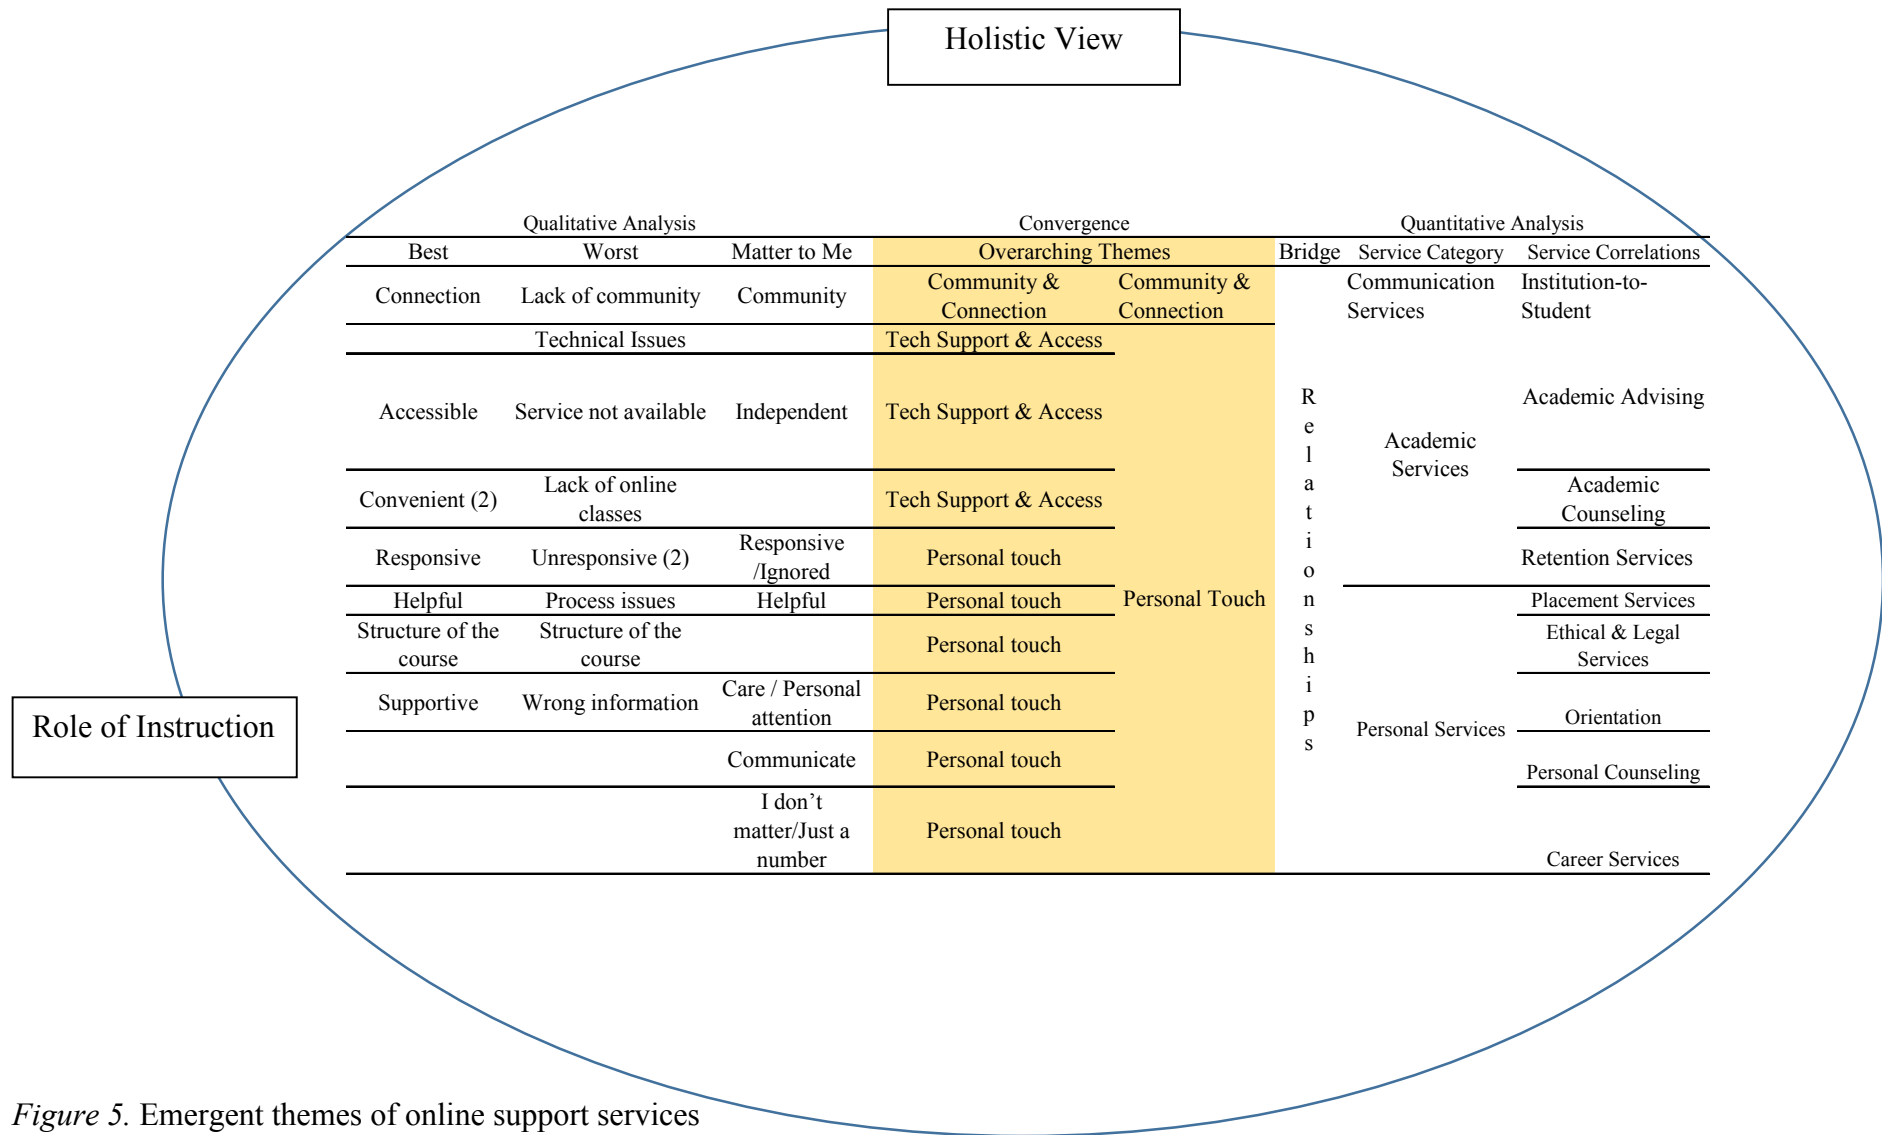 Holistic View
Qualitative Analysis Convergence Quantitative Analysis
Best Worst Matter to Me Overarching Themes Bridge Service Category Service Correlations
Connection Lack of community Community
Community &
Connection
Community &
Connection
Communication
Services
Institution-to-
Student
Technical Issues Tech Support & Access
Accessible Service not available Independent Tech Support & Access
Academic Advising
Academic
Services
Convenient (2)
Lack of online
classes
Tech Support & Access
Academic
Counseling
Responsive Unresponsive (2)
Responsive
/Ignored
Personal touch
Retention Services
Helpful Process issues Helpful Personal touch
Personal Touch
R
e
l
a
t
i
o
n
s
h
i
p
s
Placement Services
Structure of the
course
Structure of the
course
Personal touch
Ethical & Legal
Services
Supportive Wrong information
Care / Personal
attention
Personal touch
Orientation
Personal Services
Communicate Personal touch
Personal Counseling
I don’t
matter/Just a
number
Personal touch
Career Services
Role of Instruction
Figure 5. Emergent themes of online support services